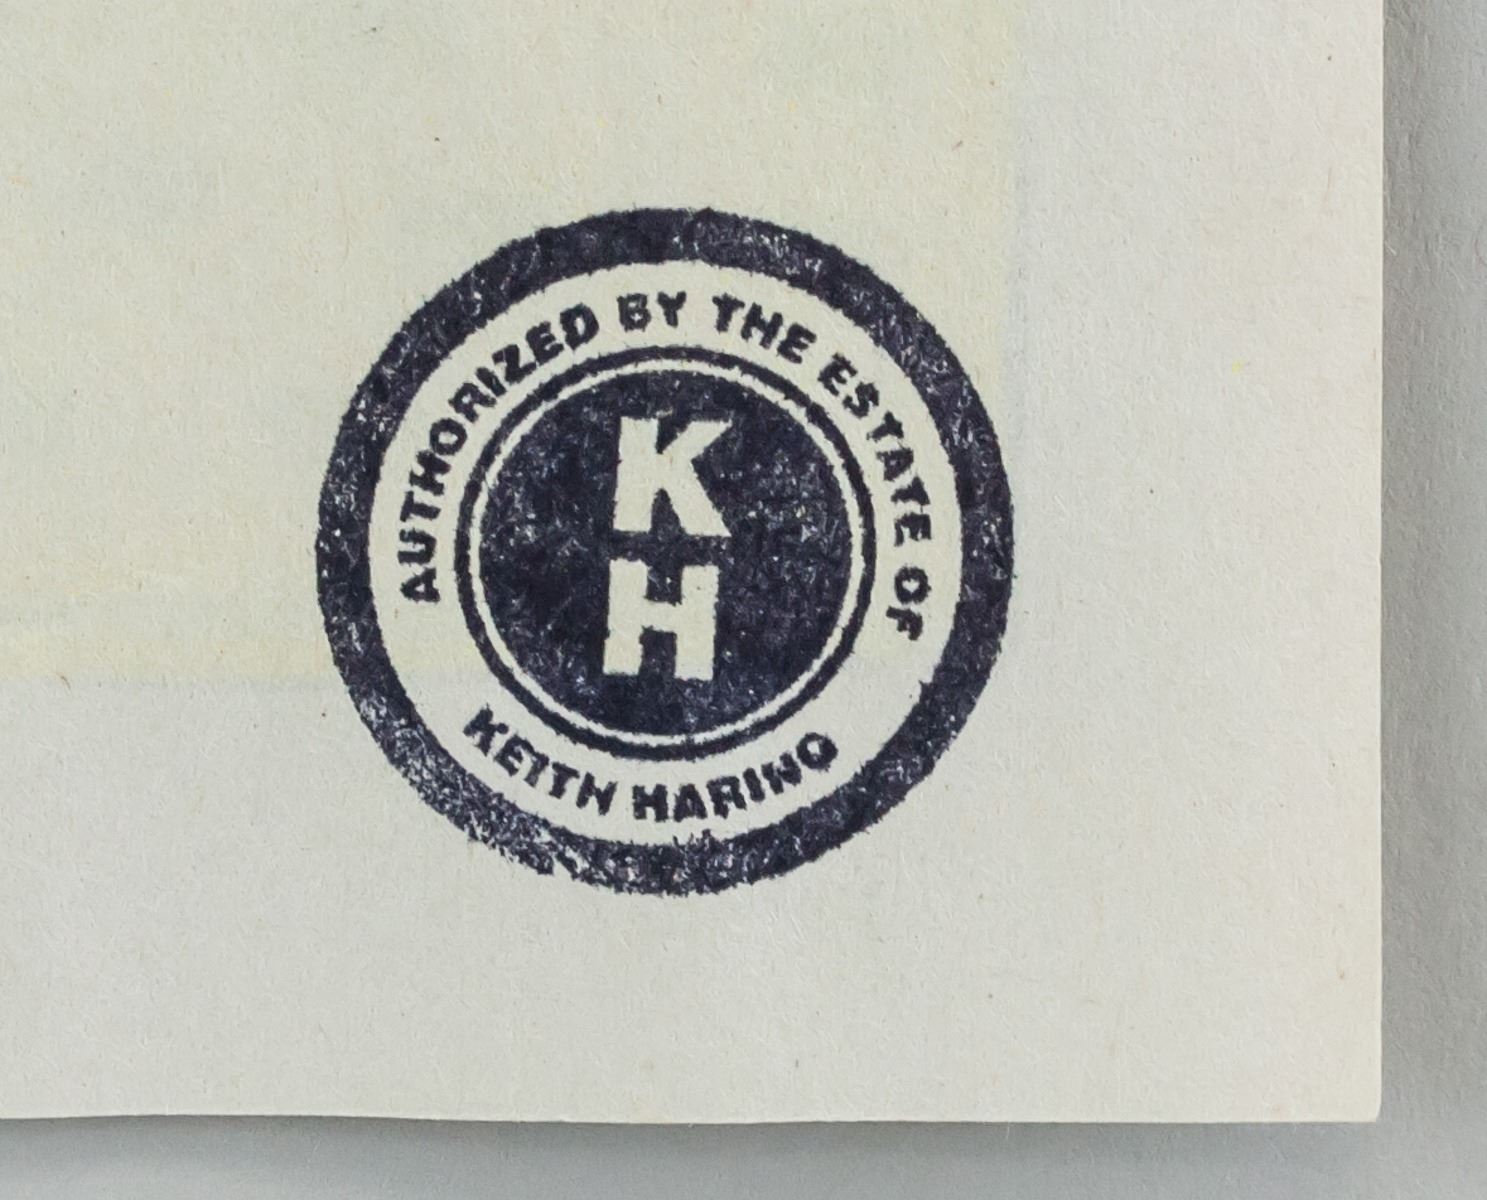 AUTHORIZED BY THE ESTATE OF
KEITH HARING
K
H